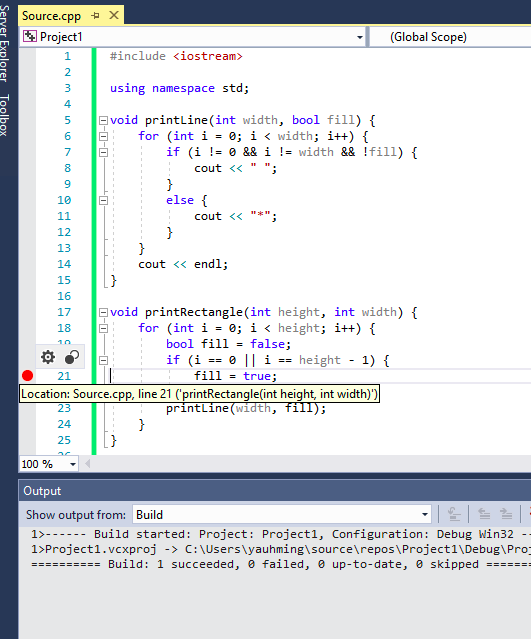 Server Explorer
Toolbox
Source.cpp
Project1
(Global Scope)
1 #include <iostream>
2
3 using namespace std;
4
5 void printLine(int width, bool fill) {
6 for (int i = 0; i < width; i++) {
7 if (i != 0 && i != width && !fill) {
8 cout << " ";
9 }
10 else {
11 cout << "*";
12 }
13 }
14 cout << endl;
15 }
16
17 void printRectangle(int height, int width) {
18 for (int i = 0; i < height; i++) {
19 bool fill = false;
if (i == 0 || i == height - 1) {
21 fill = true;
Location: Source.cpp, line 21 ('printRectangle(int height, int width)')
23 printLine(width, fill);
24 }
25 }
100 %
Output
Show output from: Build
1>------ Build started: Project: Project1, Configuration: Debug Win32 --
1>Project1.vcxproj -> C:\Users\yauhming\source\repos\Project1\Debug\Proj
========== Build: 1 succeeded, 0 failed, 0 up-to-date, 0 skipped =======